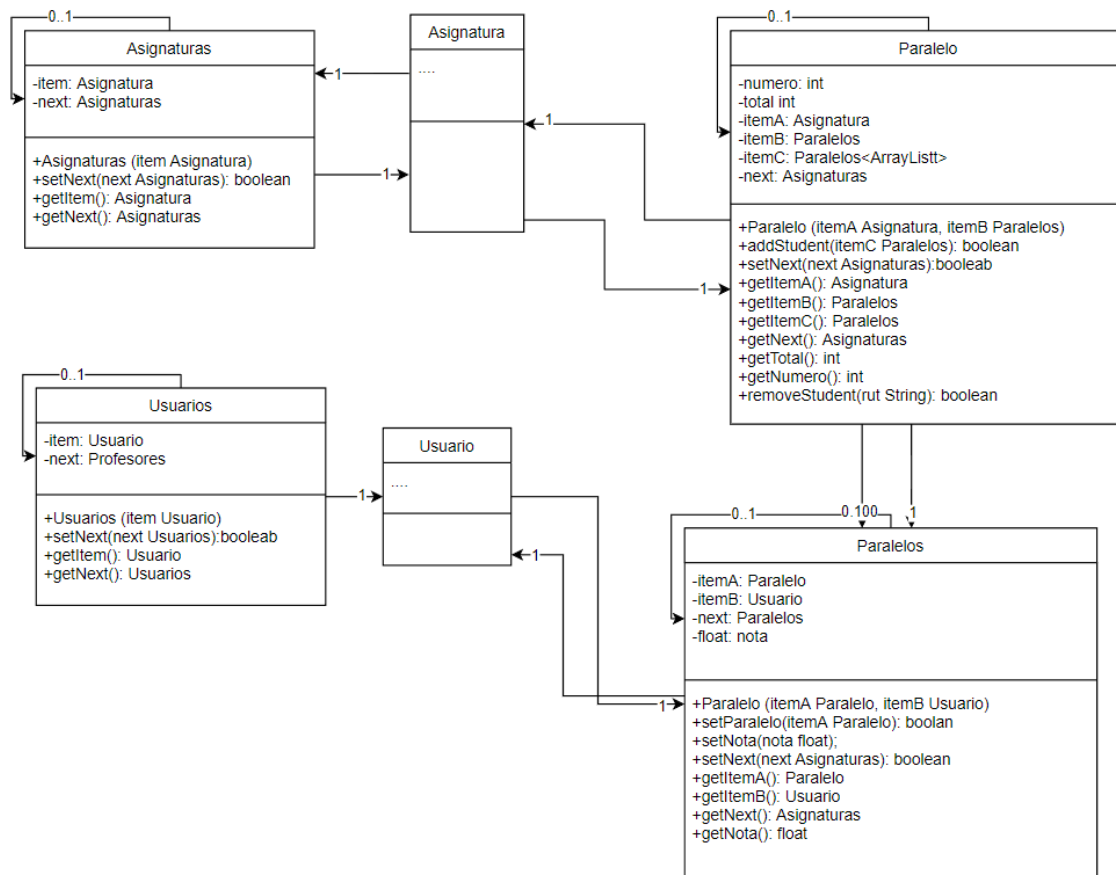 0..1
Asignaturas
-item: Asignatura
-next: Asignaturas
+Asignaturas (item Asignatura)
+setNext(next Asignaturas): boolean
+getItem(): Asignatura
+getNext(): Asignaturas
1
1
Asignatura
....
1
1
0..1
Paralelo
-numero: int
-total int
-itemA: Asignatura
-itemB: Paralelos
-itemC: Paralelos<ArrayListt>
-next: Asignaturas
+Paralelo (itemA Asignatura, itemB Paralelos)
+addStudent(itemC Paralelos): boolean
+setNext(next Asignaturas):booleab
+getItemA(): Asignatura
+getItemB(): Paralelos
+getItemC(): Paralelos
+getNext(): Asignaturas
+getTotal(): int
+getNumero(): int
+removeStudent(rut String): boolean
0..1
Usuarios
-item: Usuario
-next: Profesores
+Usuarios (item Usuario)
+setNext(next Usuarios):booleab
+getItem(): Usuario
+getNext(): Usuarios
1
Usuario
....
1
1
0..1
0.100
1
Paralelos
-itemA: Paralelo
-itemB: Usuario
-next: Paralelos
-float: nota
+Paralelo (itemA Paralelo, itemB Usuario)
+setParalelo(itemA Paralelo): boolan
+setNota(nota float);
+setNext(next Asignaturas): boolean
+getItemA(): Paralelo
+getItemB(): Usuario
+getNext(): Asignaturas
+getNota(): float